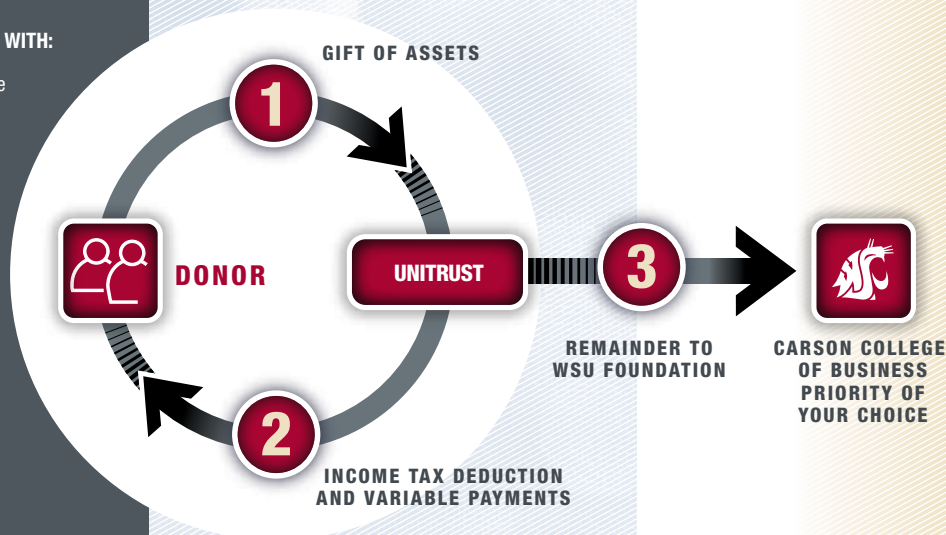 WITH:
e
GIFT OF ASSETS
1
DONOR
UNITRUST
3
WSC
REMAINDER TO
WSU FOUNDATION
CARSON COLLEGE
OF BUSINESS
PRIORITY OF
YOUR CHOICE
2
INCOME TAX DEDUCTION
AND VARIABLE PAYMENTS